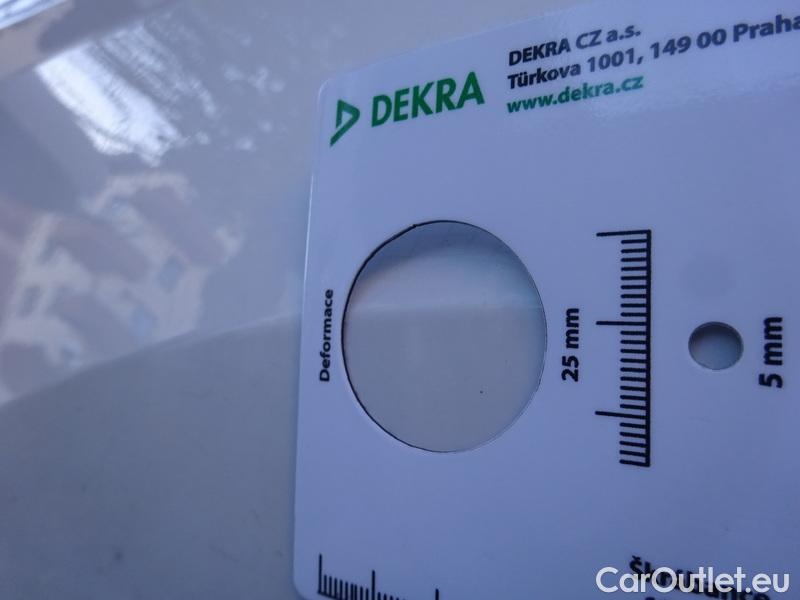 DEKRA
DEKRA CZ a.s.
Türkova 1001, 149 00 Praha
www.dekra.cz
Deformace
25 mm
5 mm
CarOutlet.eu